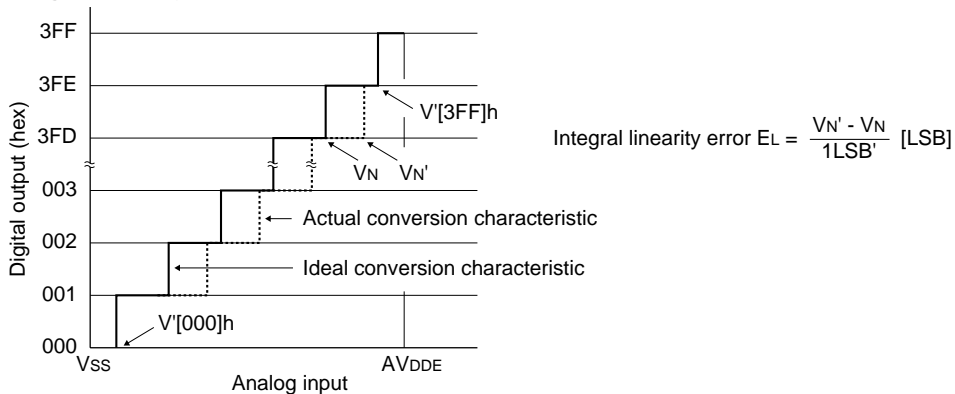 3FF
3FE
3FD
003
002
001
000
Digital output (hex)
V'[3FF]h
VN VN'
Actual conversion characteristic
Ideal conversion characteristic
V'[000]h
VSS AVDDE
Analog input
Integral linearity error EL = VN' - VN [LSB]
1LSB'